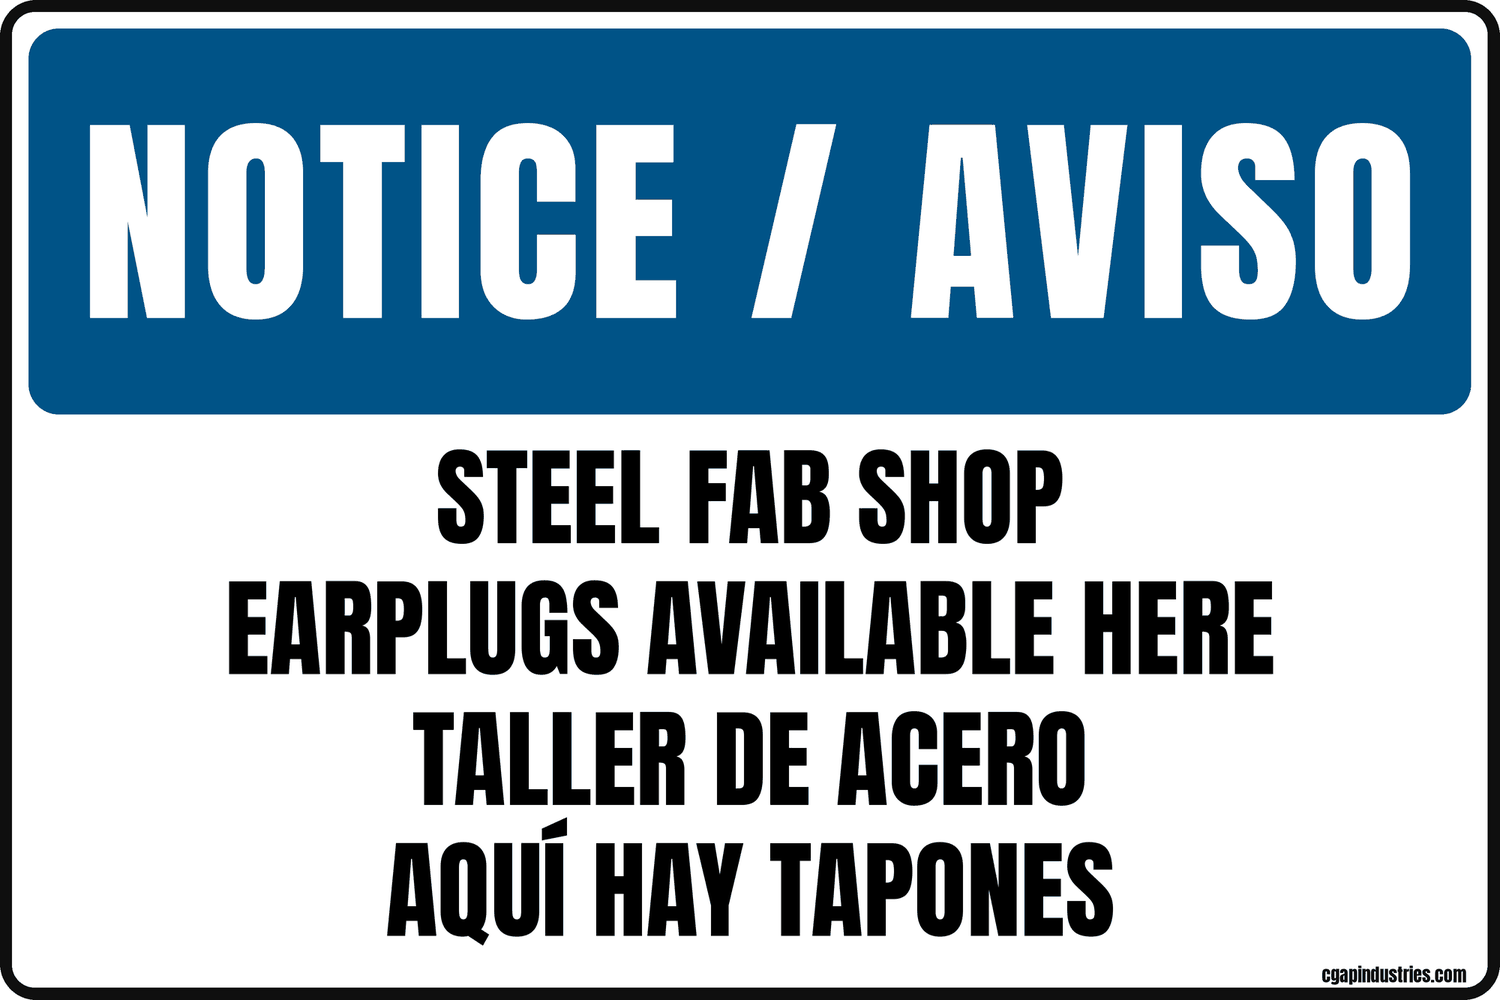 NOTICE / AVISO
STEEL FAB SHOP
EARPLUGS AVAILABLE HERE
TALLER DE ACERO
AQUÍ HAY TAPONES
cgapindustries.com